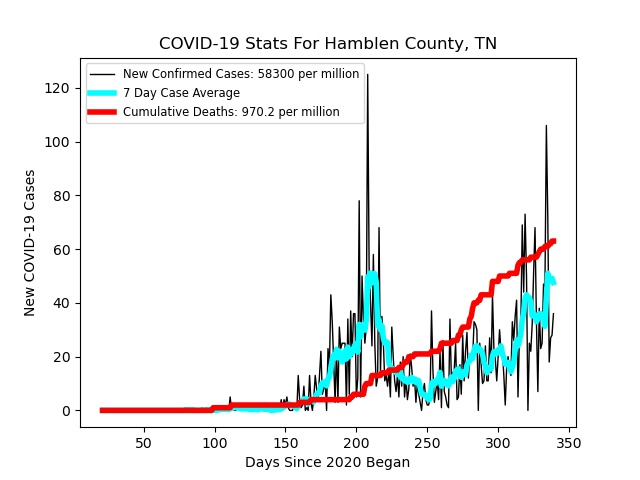 COVID-19 Stats For Hamblen County, TN
New Confirmed Cases: 58300 per million
7 Day Case Average
Cumulative Deaths: 970.2 per million
New COVID-19 Cases
120
100
80
60
40
20
0
50 100 150 200 250 300 350
Days Since 2020 Began